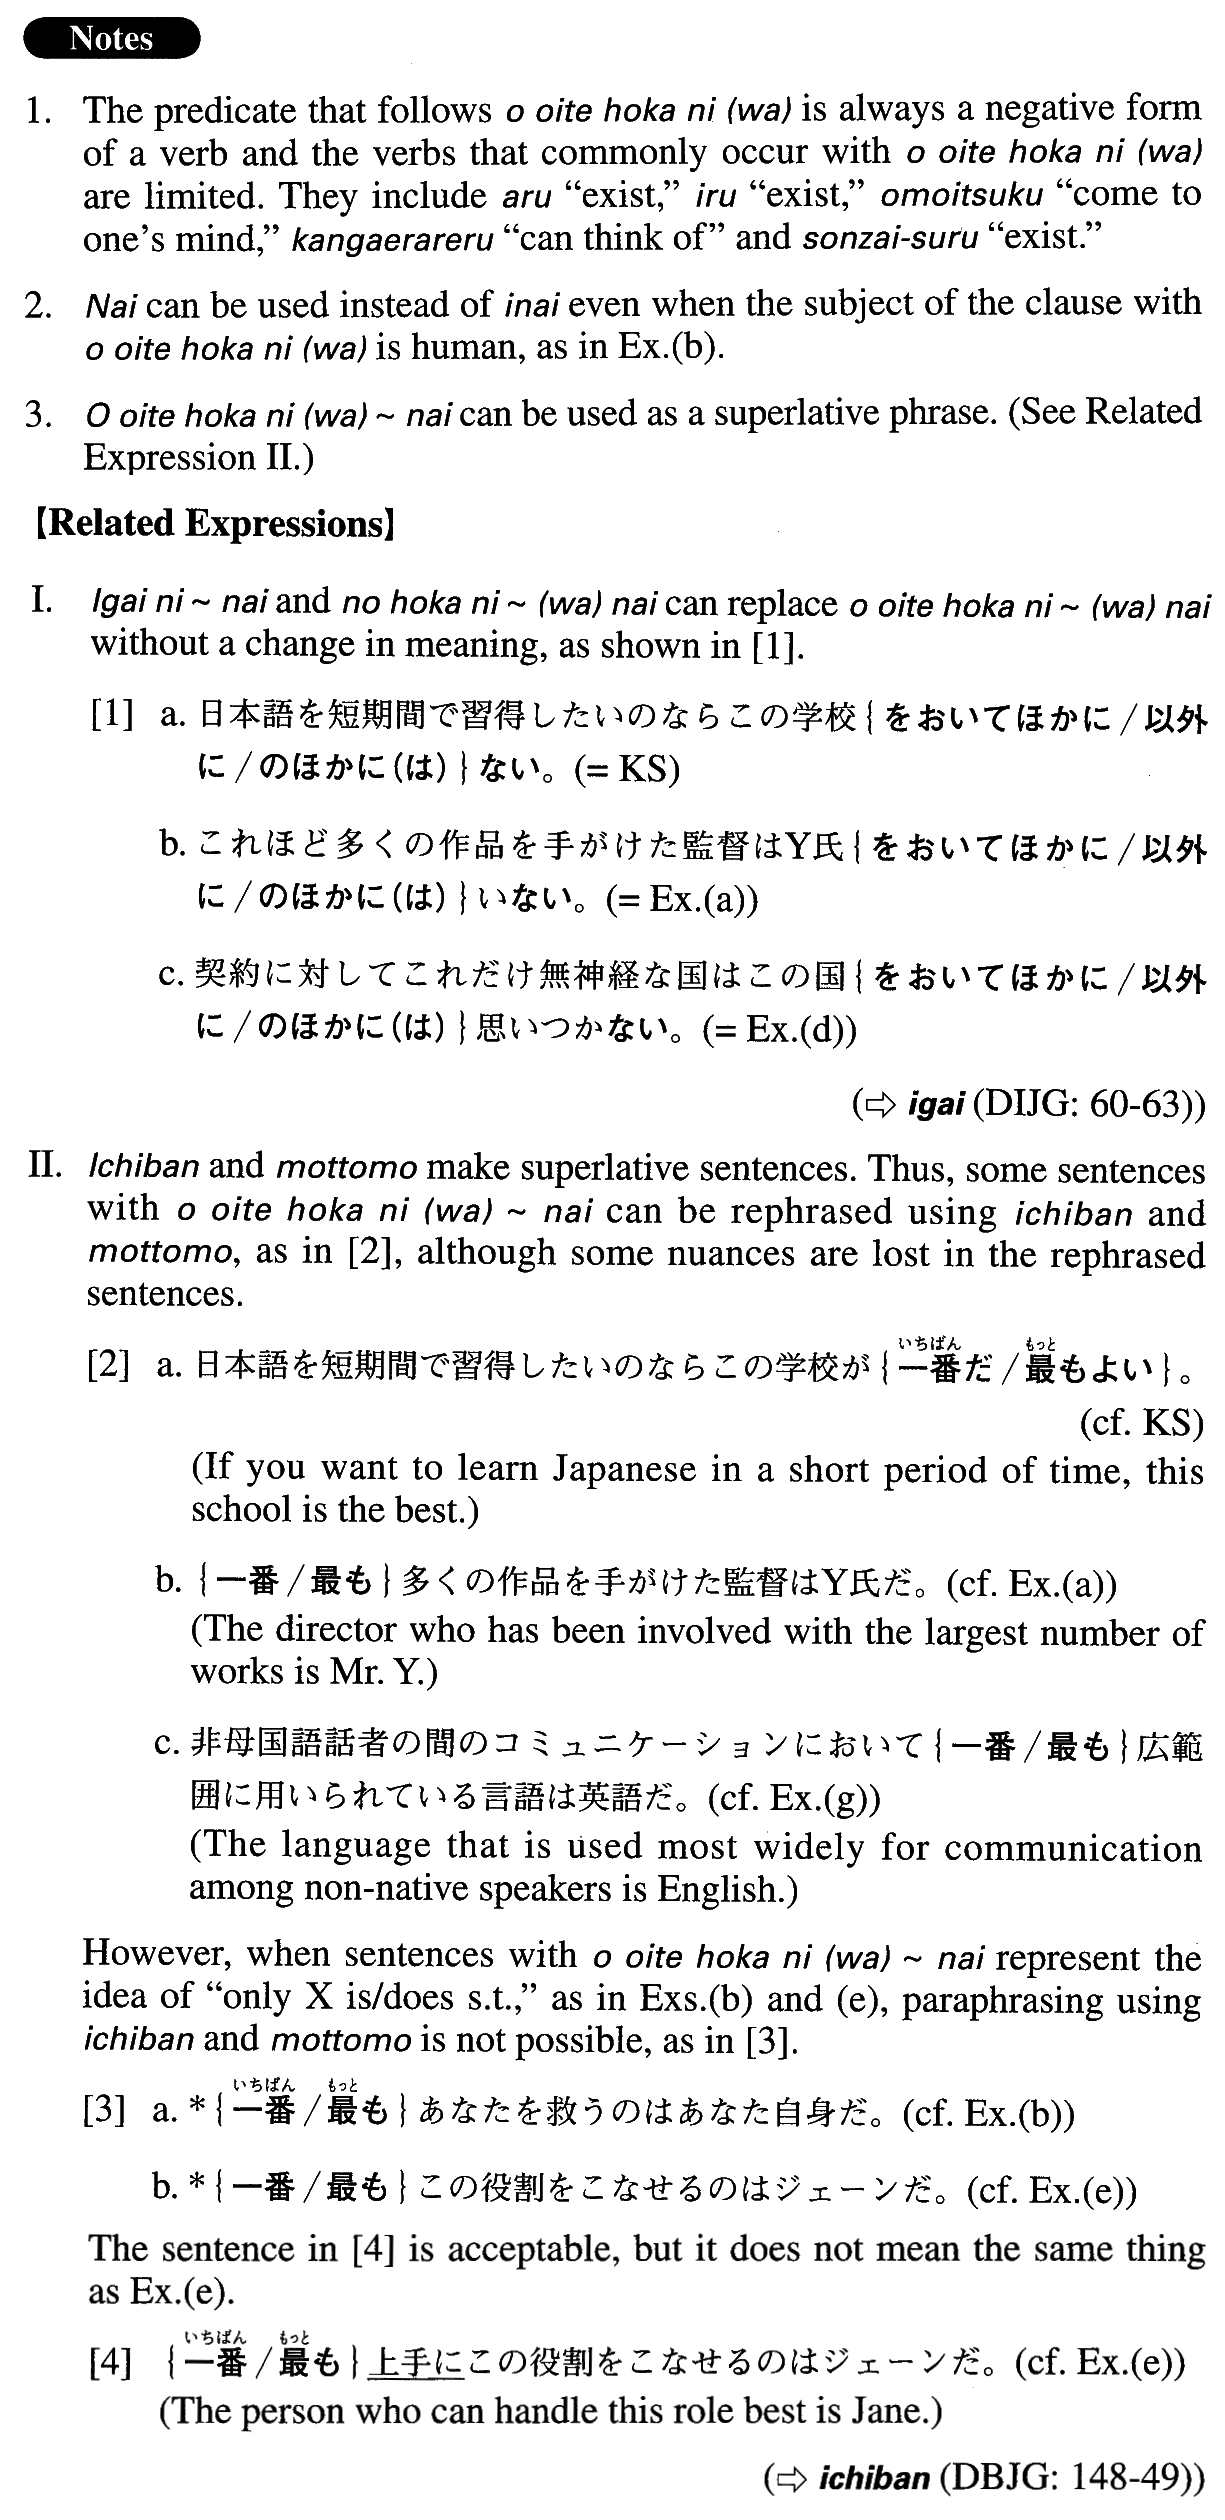 Notes
1. The predicate that follows o oite hoka ni (wa) is always a negative form
of a verb and the verbs that commonly occur with o oite hoka ni (wa)
are limited. They include aru “exist,” iru “exist,” omoitsuku “come to
one’s mind,” kangaerareru “can think of” and sonzai-suru “exist.”
2. Nai can be used instead of inai even when the subject of the clause with
o oite hoka ni (wa) is human, as in Ex.(b).
3. O oite hoka ni (wa) ~ nai can be used as a superlative phrase. (See Related
Expression II.)
【Related Expressions】
I. Igai ni ~ nai and no hoka ni ~ (wa) nai can replace o oite hoka ni ~ (wa) nai
without a change in meaning, as shown in [1].
[1] a. 日本語を短期間で習得したいのならこの学校{をおいてほかに/以外
に/のほかに(は)}ない。(= KS)
b. これほど多くの作品を手がけた監督はY氏{をおいてほかに/以外
に/のほかに(は)}いない。(= Ex.(a))
c. 契約に対してこれだけ無神経な国はこの国{をおいてほかに/以外
に/のほかに(は)}思いつかない。(= Ex.(d))
(⇨ igai (DIJG: 60-63))
II. Ichiban and mottomo make superlative sentences. Thus, some sentences
with o oite hoka ni (wa) ~ nai can be rephrased using ichiban and
mottomo, as in [2], although some nuances are lost in the rephrased
sentences.
いちばん もっと
[2] a. 日本語を短期間で習得したいのならこの学校が{一番だ/最もよい}。
(cf. KS)
(If you want to learn Japanese in a short period of time, this
school is the best.)
b. {一番/最も}多くの作品を手がけた監督はY氏だ。(cf. Ex.(a))
(The director who has been involved with the largest number of
works is Mr. Y.)
c. 非母国語話者の間のコミュニケーションにおいて{一番/最も}広範
囲に用いられている言語は英語だ。(cf. Ex.(g))
(The language that is used most widely for communication
among non-native speakers is English.)
However, when sentences with o oite hoka ni (wa) ~ nai represent the
idea of “only X is/does s.t.,” as in Exs.(b) and (e), paraphrasing using
ichiban and mottomo is not possible, as in [3].
いちばん もっと
[3] a. *{一番/最も}あなたを救うのはあなた自身だ。(cf. Ex.(b))
b. *{一番/最も}この役割をこなせるのはジェーンだ。(cf. Ex.(e))
The sentence in [4] is acceptable, but it does not mean the same thing
as Ex.(e).
いちばん もっと
[4] {一番/最も}上手にこの役割をこなせるのはジェーンだ。(cf. Ex.(e))
(The person who can handle this role best is Jane.)
(⇨ ichiban (DBJG: 148-49))